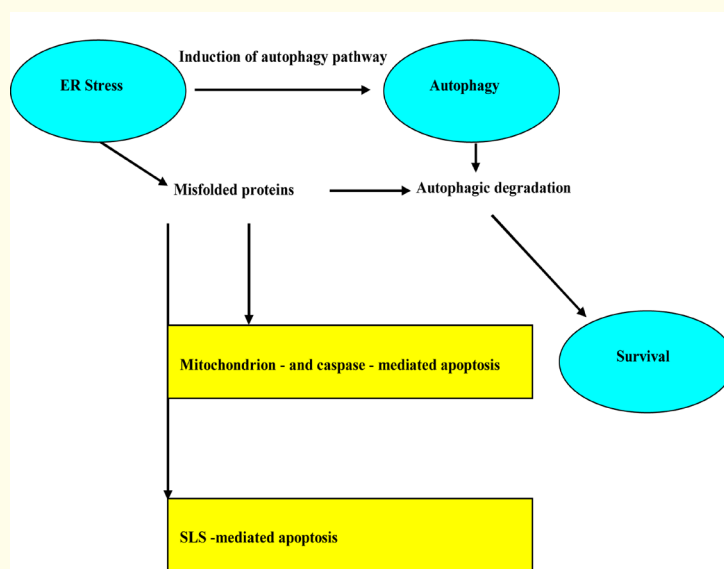 Induction of autophagy pathway
ER Stress
Autophagy
Misfolded proteins
Autophagic degradation
Survival
Mitochondrion - and caspase - mediated apoptosis
SLS -mediated apoptosis